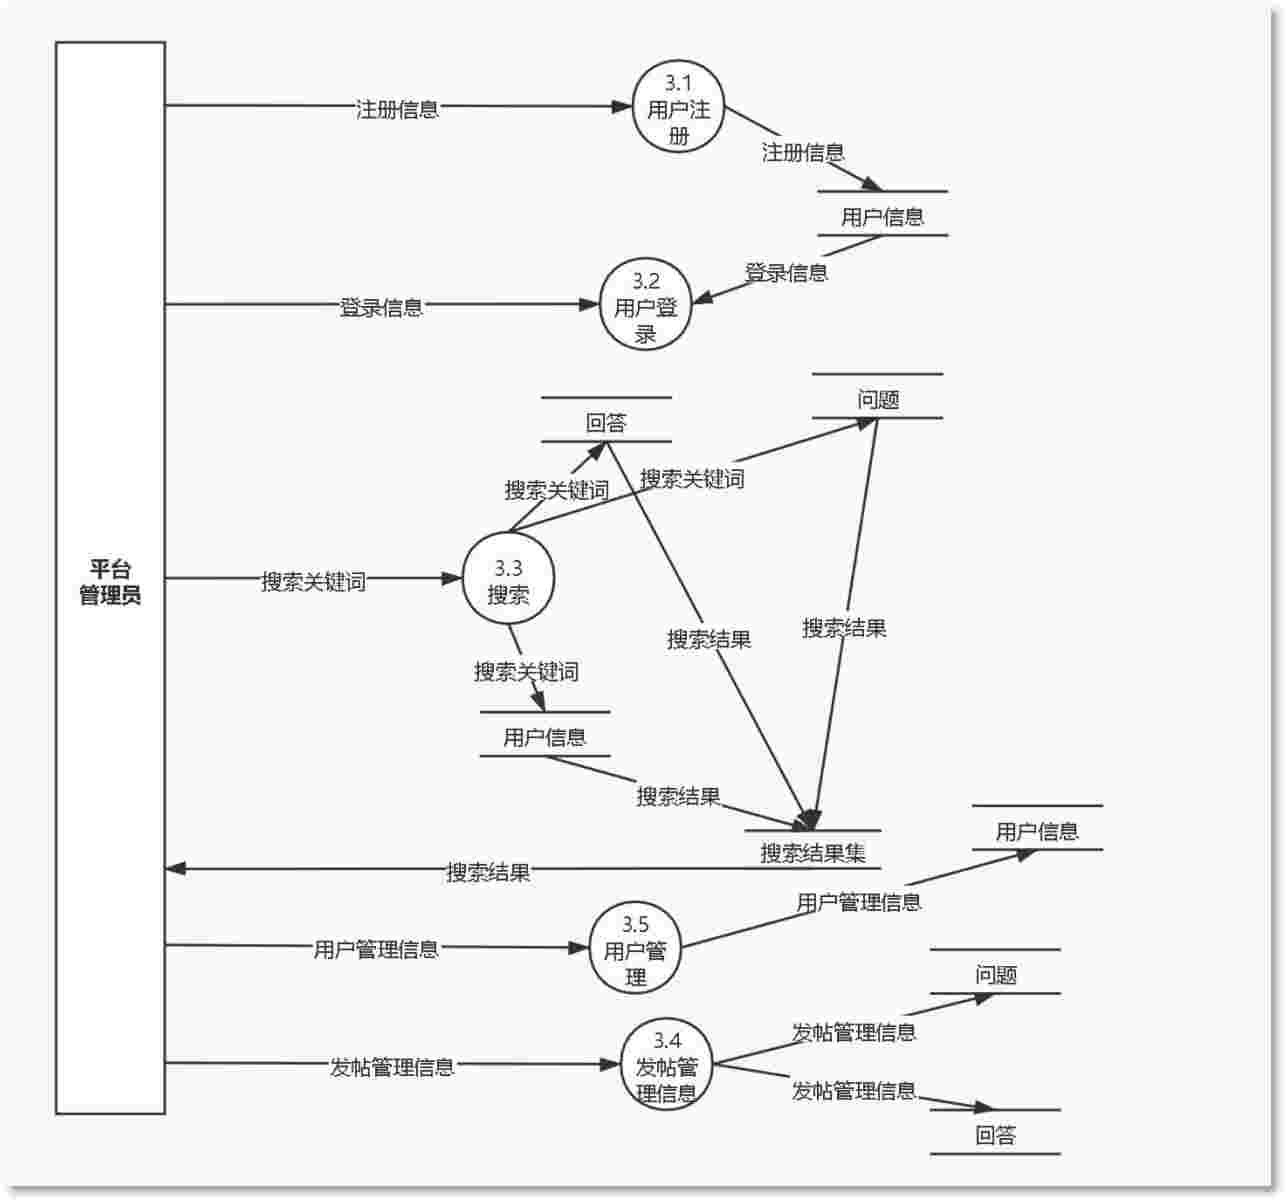 3.1
用户注
册
注册信息
注册信息
用户信息
登录信息
3.2
用户登
录
登录信息
问题
回答
搜索关键词
搜索关键词
平台
管理员
搜索关键词
3.3
搜索
搜索结果
搜索结果
搜索关键词
用户信息
搜索结果
用户信息
搜索结果集
搜索结果
用户管理信息
3.5
用户管
理
用户管理信息
问题
发帖管理信息
3.4
发帖管
理信息
发帖管理信息
发帖管理信息
回答